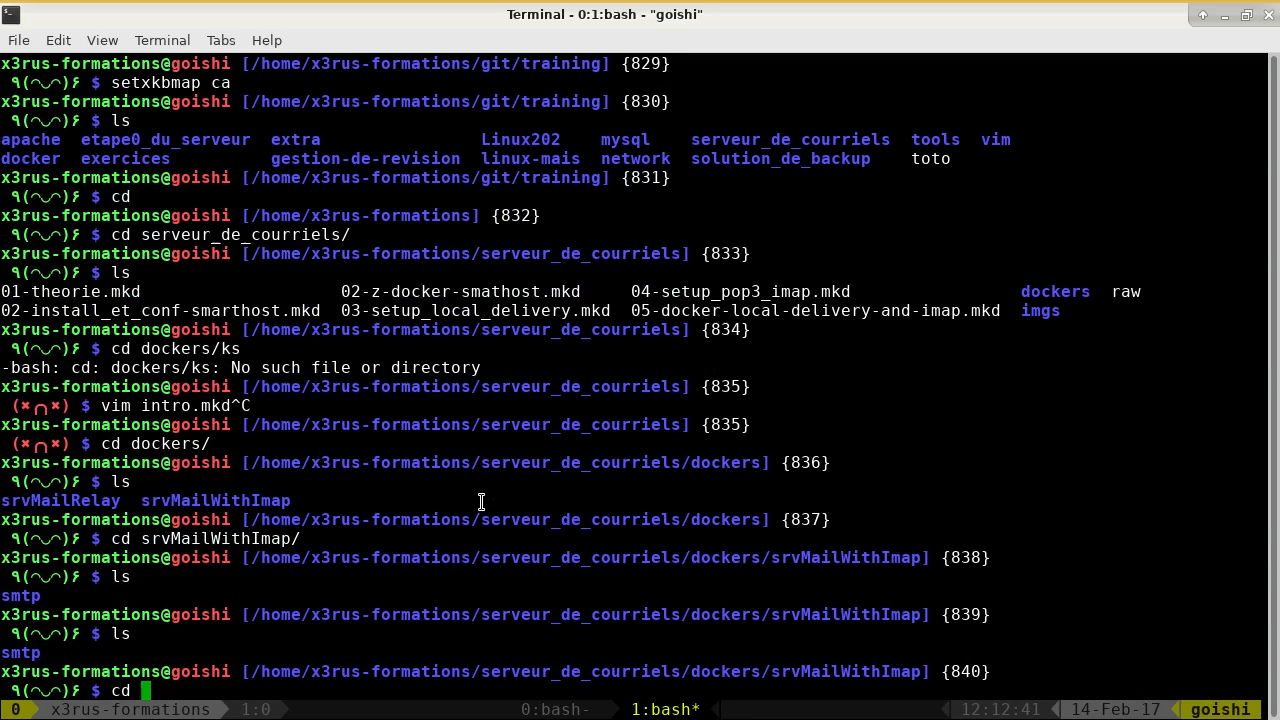 Terminal - 0:1:bash - "goishi"
File Edit View Terminal Tabs Help
x3rus-formations@goishi [/home/x3rus-formations/git/training] {829}
٩(◠◡◠)۶ $ setxkbmap ca
x3rus-formations@goishi [/home/x3rus-formations/git/training] {830}
٩(◠◡◠)۶ $ ls
apache etape0_du_serveur extra Linux202 mysql serveur_de_courriels tools vim
docker exercices gestion-de-revision linux-mais network solution_de_backup toto
x3rus-formations@goishi [/home/x3rus-formations/git/training] {831}
٩(◠◡◠)۶ $ cd
x3rus-formations@goishi [/home/x3rus-formations] {832}
٩(◠◡◠)۶ $ cd serveur_de_courriels/
x3rus-formations@goishi [/home/x3rus-formations/serveur_de_courriels] {833}
٩(◠◡◠)۶ $ ls
01-theorie.mkd 02-z-docker-smathost.mkd 04-setup_pop3_imap.mkd dockers raw
02-install_et_conf-smarthost.mkd 03-setup_local_delivery.mkd 05-docker-local-delivery-and-imap.mkd imgs
x3rus-formations@goishi [/home/x3rus-formations/serveur_de_courriels] {834}
٩(◠◡◠)۶ $ cd dockers/ks
-bash: cd: dockers/ks: No such file or directory
x3rus-formations@goishi [/home/x3rus-formations/serveur_de_courriels] {835}
(✖╭╮✖) $ vim intro.mkd^C
x3rus-formations@goishi [/home/x3rus-formations/serveur_de_courriels] {835}
(✖╭╮✖) $ cd dockers/
x3rus-formations@goishi [/home/x3rus-formations/serveur_de_courriels/dockers] {836}
٩(◠◡◠)۶ $ ls
srvMailRelay srvMailWithImap
x3rus-formations@goishi [/home/x3rus-formations/serveur_de_courriels/dockers] {837}
٩(◠◡◠)۶ $ cd srvMailWithImap/
x3rus-formations@goishi [/home/x3rus-formations/serveur_de_courriels/dockers/srvMailWithImap] {838}
٩(◠◡◠)۶ $ ls
smtp
x3rus-formations@goishi [/home/x3rus-formations/serveur_de_courriels/dockers/srvMailWithImap] {839}
٩(◠◡◠)۶ $ ls
smtp
x3rus-formations@goishi [/home/x3rus-formations/serveur_de_courriels/dockers/srvMailWithImap] {840}
٩(◠◡◠)۶ $ cd
0 x3rus-formations 1:0 0:bash- 1:bash* 12:12:41 14-Feb-17 goishi